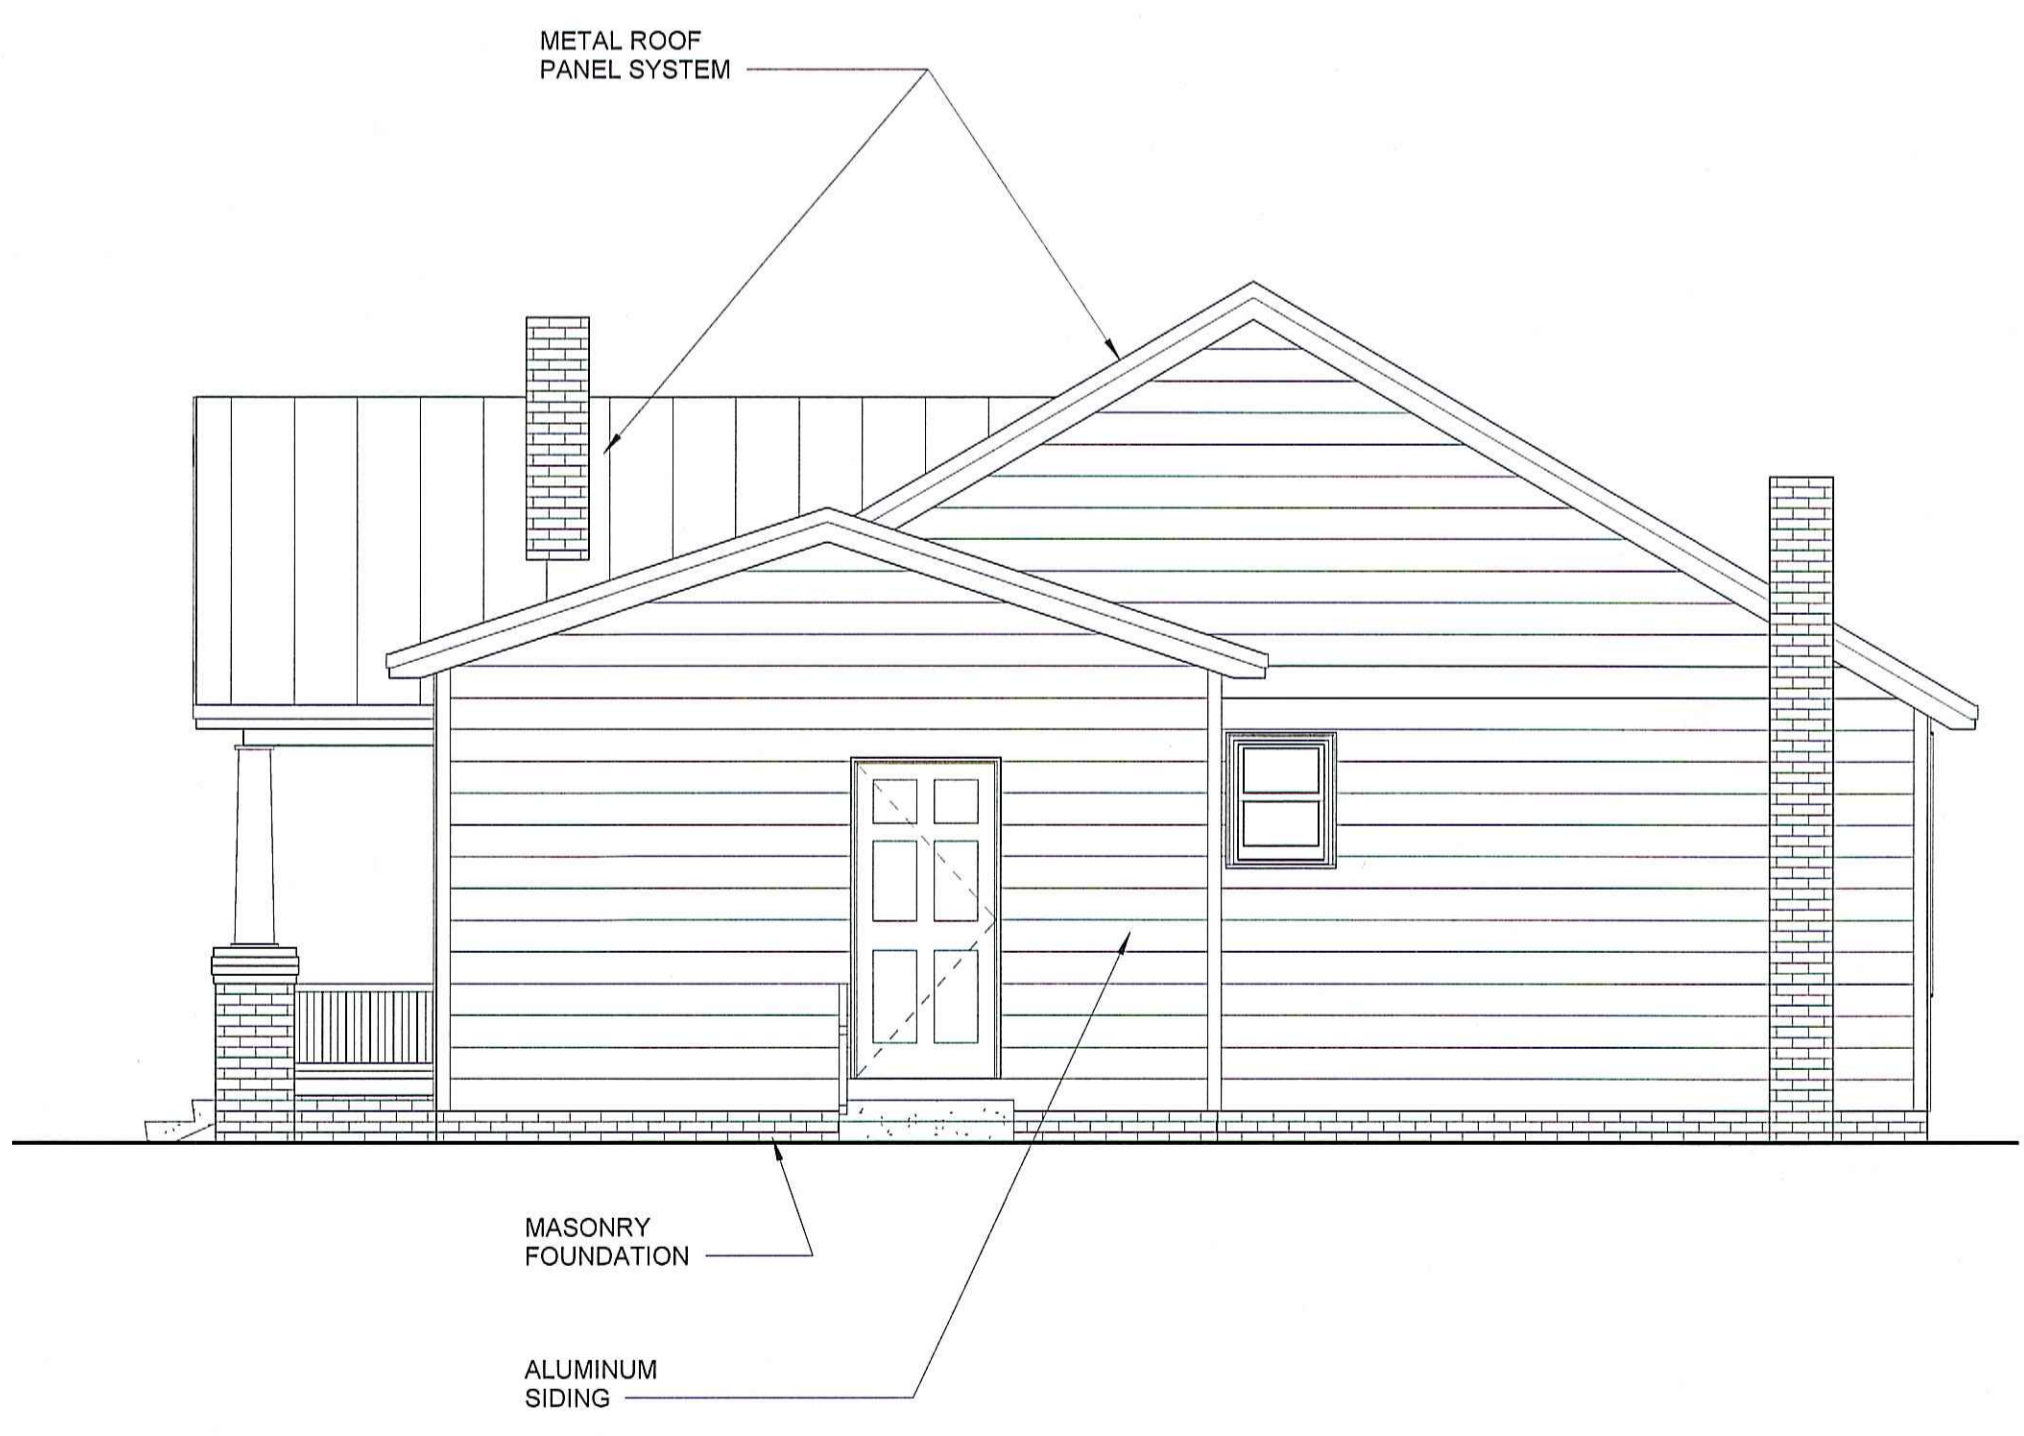 METAL ROOF
PANEL SYSTEM
MASONRY
FOUNDATION
ALUMINUM
SIDING